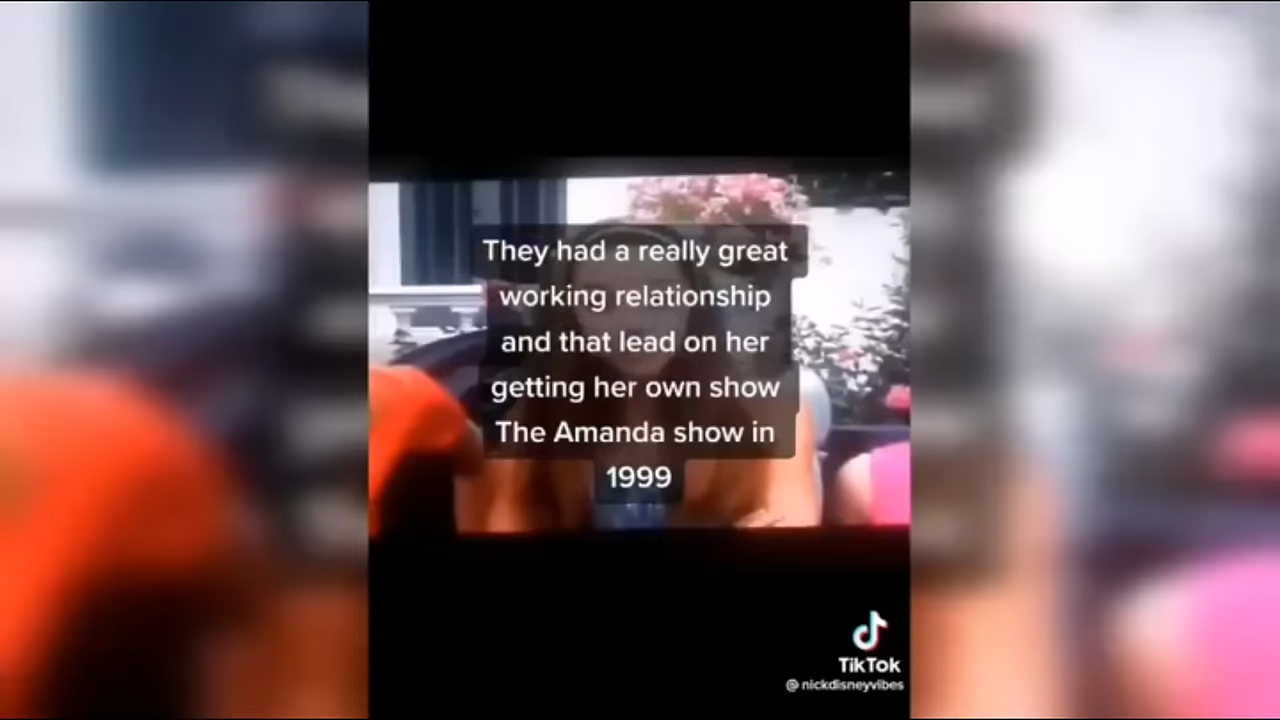 They had a really great
working relationship
and that lead on her
getting her own show
The Amanda show in
1999
TikTok
@nickdisneyvibes